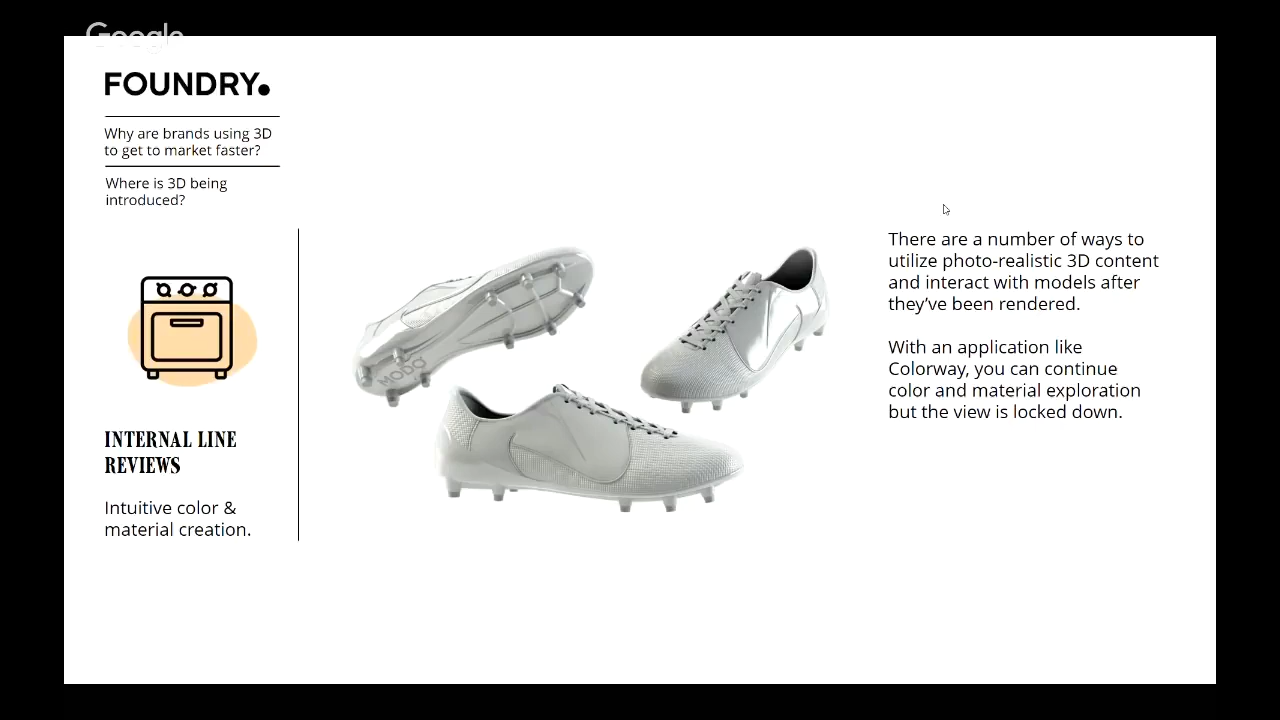 Google
FOUNDRY.
Why are brands using 3D
to get to market faster?
Where is 3D being
introduced?
INTERNAL LINE
REVIEWS
Intuitive color &
material creation.
MODO
There are a number of ways to
utilize photo-realistic 3D content
and interact with models after
they’ve been rendered.
With an application like
Colorway, you can continue
color and material exploration
but the view is locked down.